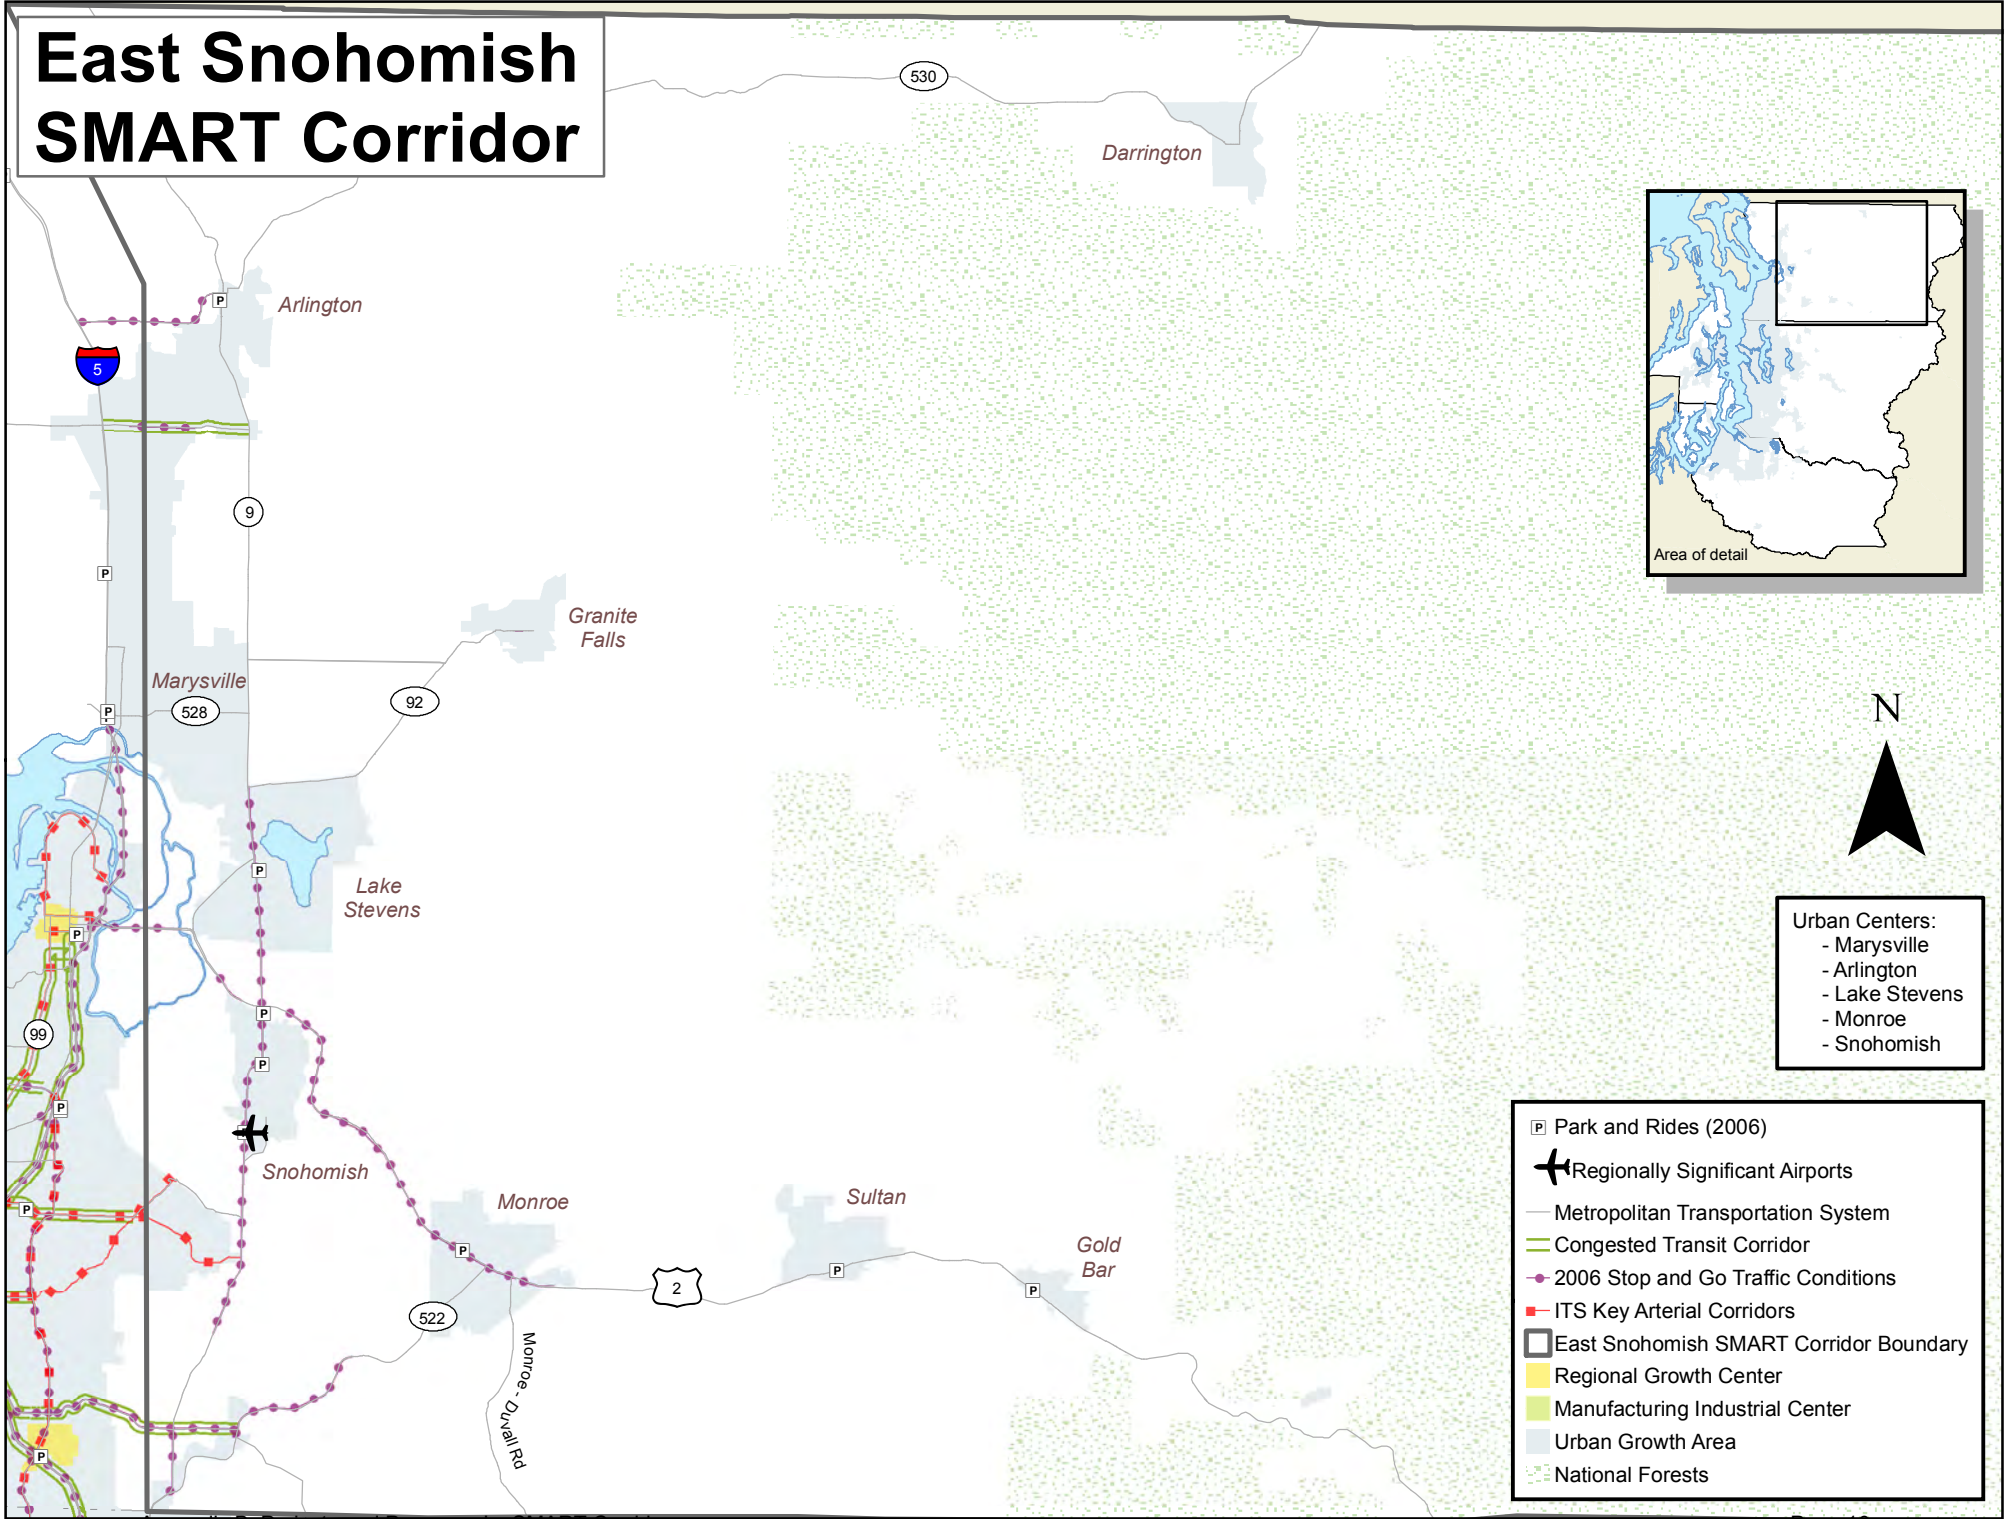 East Snohomish
SMART Corridor
530
Darrington
Arlington
P
5
9
P
Granite
Falls
Marysville
528
92
P
P
Lake
Stevens
P
P
99
P
P
P
Snohomish
Monroe
Sultan
P
P
Gold
Bar
P
2
P
522
Monroe - Duvall Rd
P
Area of detail
N
Urban Centers:
- Marysville
- Arlington
- Lake Stevens
- Monroe
- Snohomish
P Park and Rides (2006)
Regionally Significant Airports
Metropolitan Transportation System
Congested Transit Corridor
2006 Stop and Go Traffic Conditions
ITS Key Arterial Corridors
East Snohomish SMART Corridor Boundary
Regional Growth Center
Manufacturing Industrial Center
Urban Growth Area
National Forests